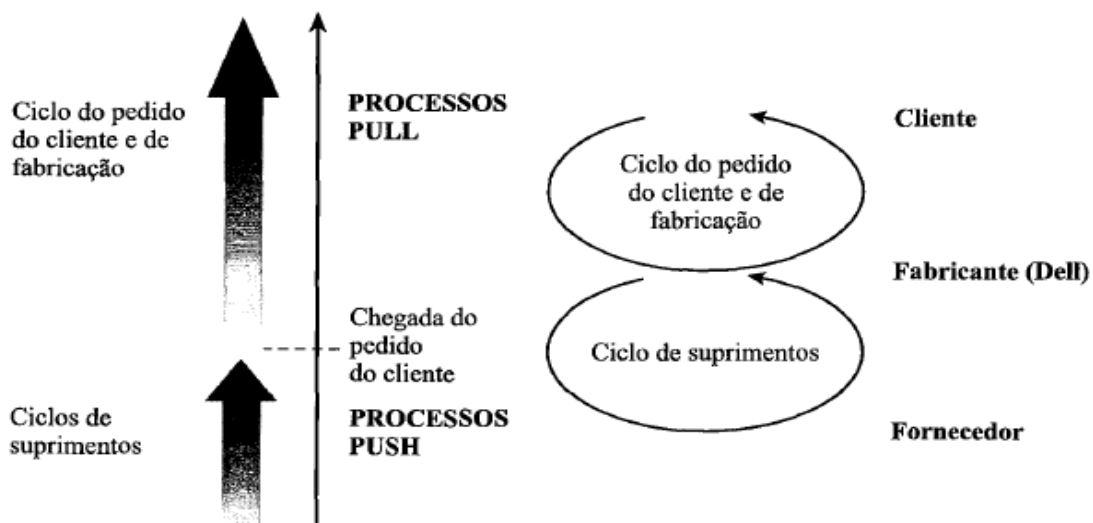 Ciclo do pedido
do cliente e de
fabricação
PROCESSOS
PULL
Ciclo do pedido
do cliente e de
fabricação
Cliente
Fabricante (Dell)
Chegada do
pedido
do cliente
Ciclo de suprimentos
Ciclos de
suprimentos
PROCESSOS
PUSH
Fornecedor